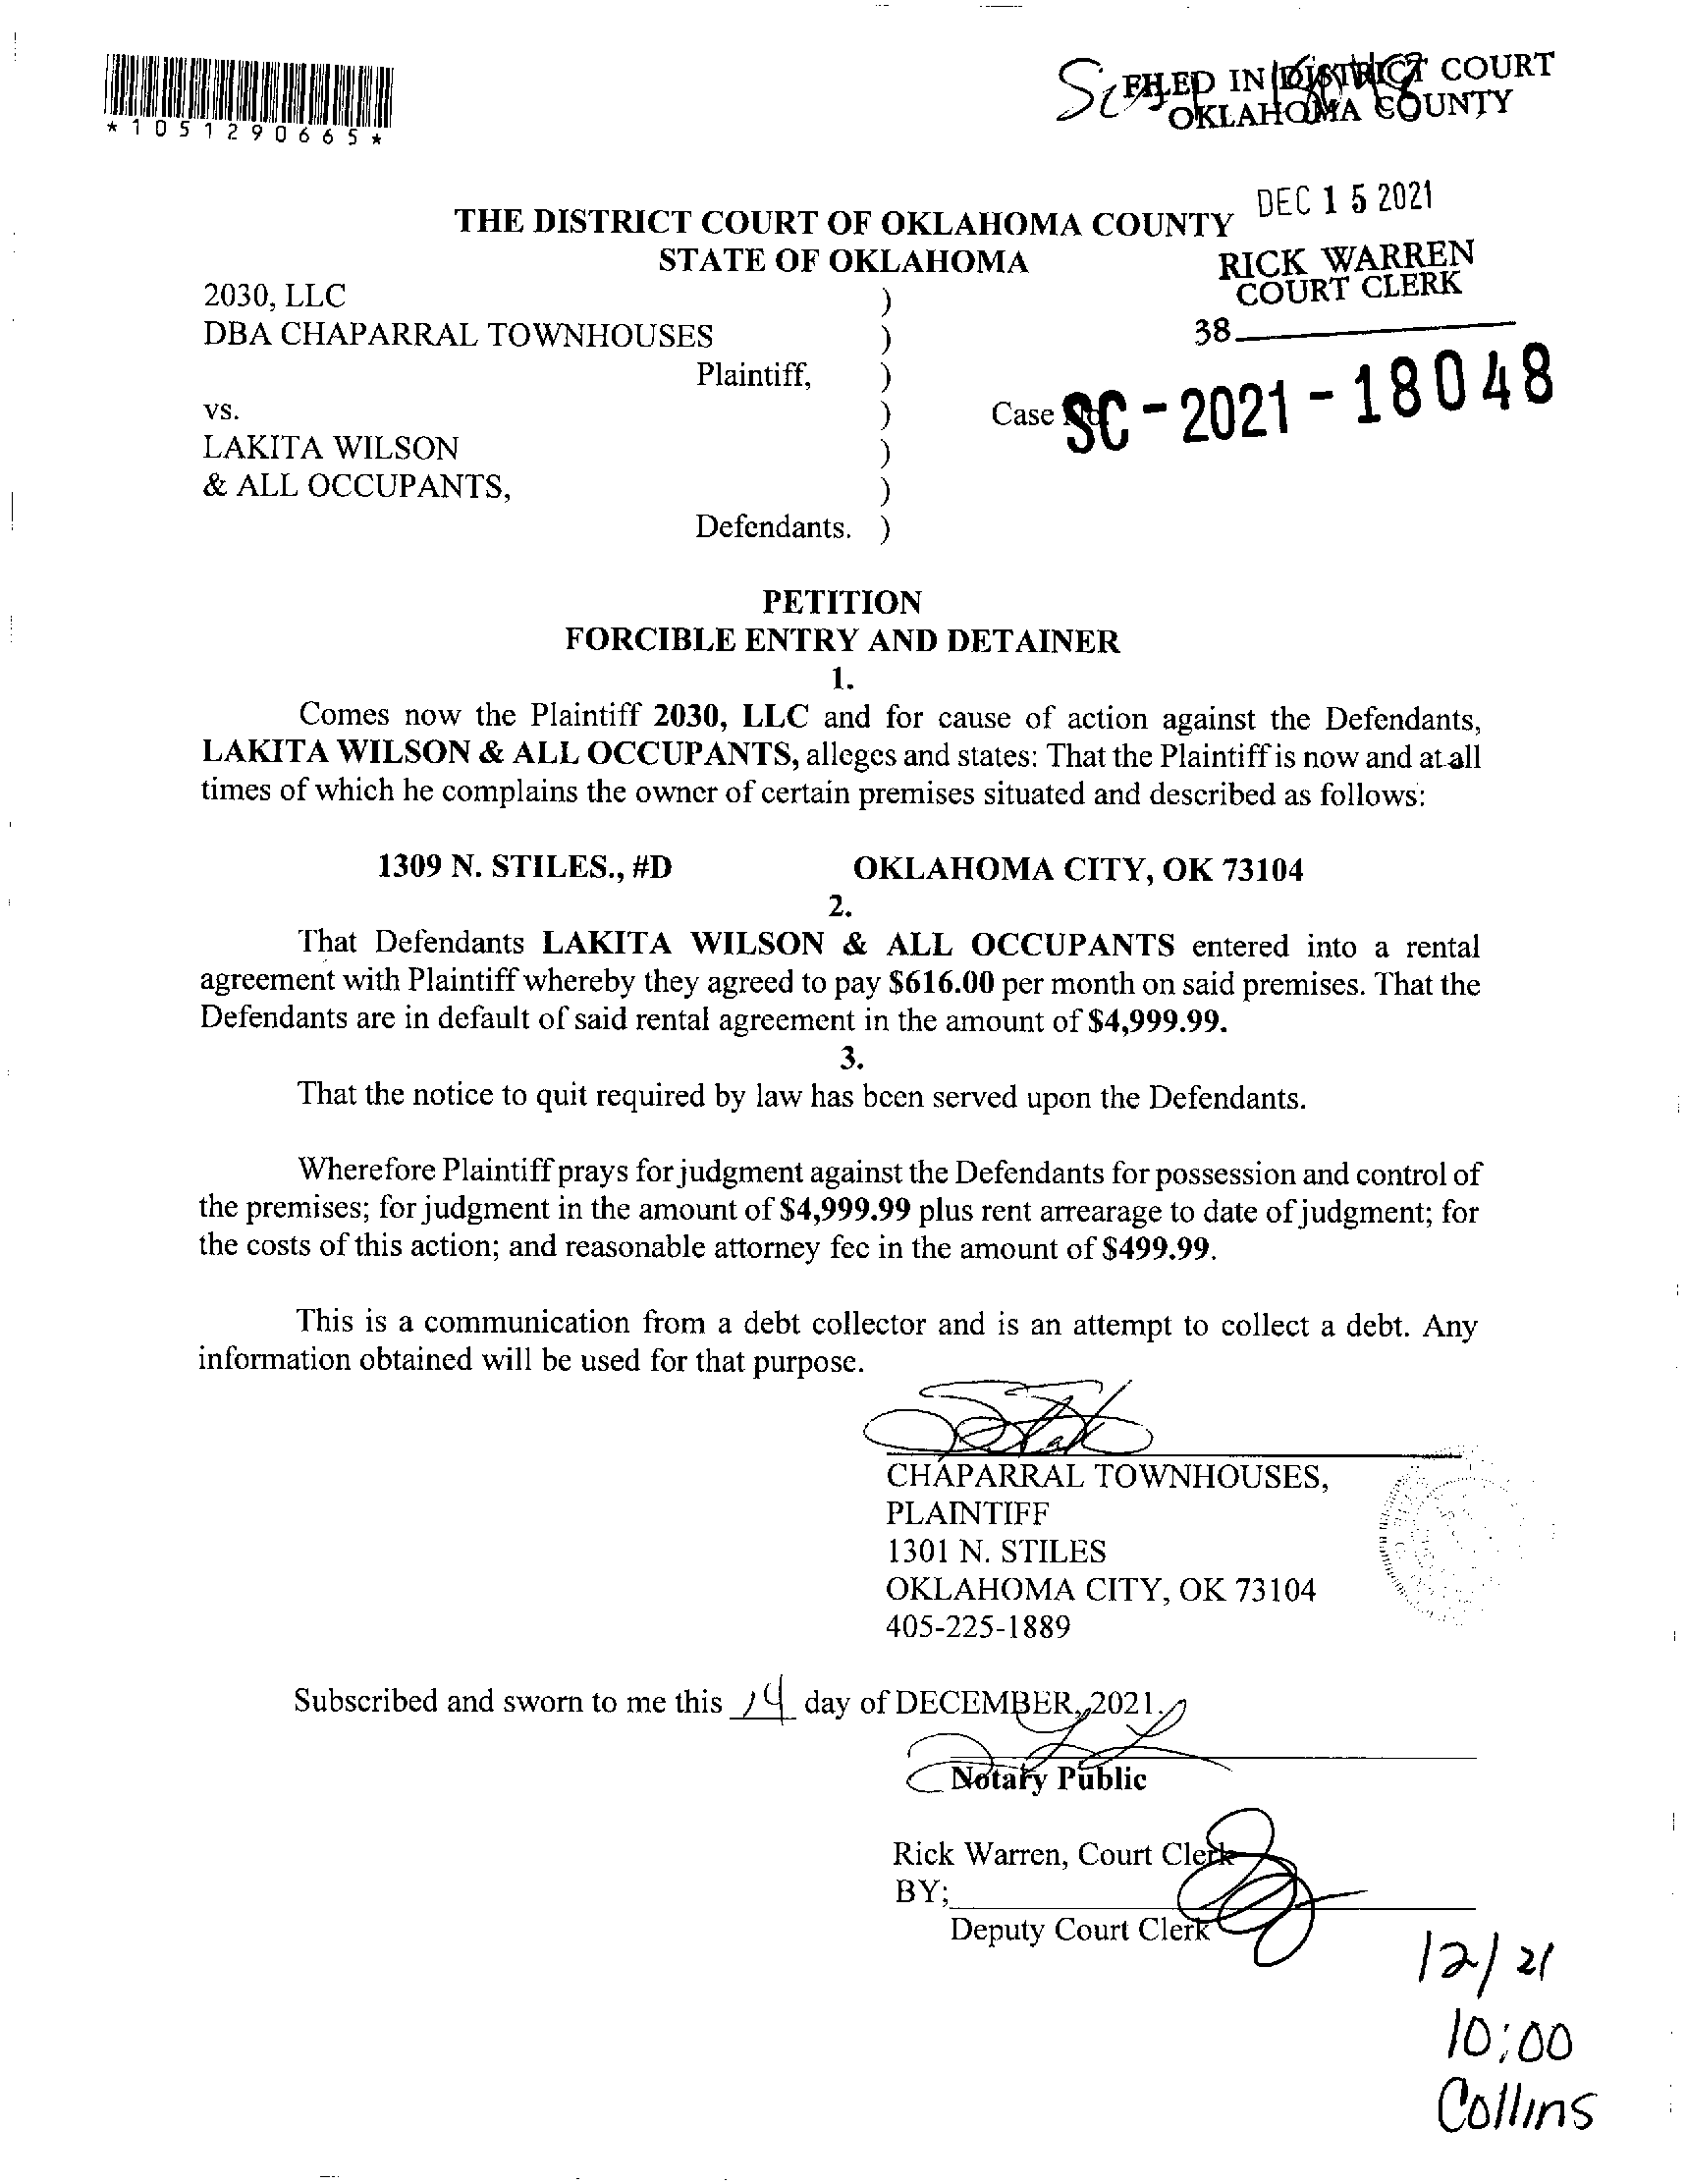 *1051290665*
FILED IN DISTRICT COURT
OKLAHOMA COUNTY
DEC 15 2021
RICK WARREN
COURT CLERK
38
THE DISTRICT COURT OF OKLAHOMA COUNTY
STATE OF OKLAHOMA
2030, LLC )
DBA CHAPARRAL TOWNHOUSES )
Plaintiff, )
vs. ) Case No. SC-2021-18048
LAKITA WILSON )
& ALL OCCUPANTS, )
Defendants. )
PETITION
FORCIBLE ENTRY AND DETAINER
1.
Comes now the Plaintiff 2030, LLC and for cause of action against the Defendants,
LAKITA WILSON & ALL OCCUPANTS, alleges and states: That the Plaintiff is now and at all
times of which he complains the owner of certain premises situated and described as follows:
1309 N. STILES., #D OKLAHOMA CITY, OK 73104
2.
That Defendants LAKITA WILSON & ALL OCCUPANTS entered into a rental
agreement with Plaintiff whereby they agreed to pay $616.00 per month on said premises. That the
Defendants are in default of said rental agreement in the amount of $4,999.99.
3.
That the notice to quit required by law has been served upon the Defendants.
Wherefore Plaintiff prays for judgment against the Defendants for possession and control of
the premises; for judgment in the amount of $4,999.99 plus rent arrearage to date of judgment; for
the costs of this action; and reasonable attorney fee in the amount of $499.99.
This is a communication from a debt collector and is an attempt to collect a debt. Any
information obtained will be used for that purpose.
CHAPARRAL TOWNHOUSES,
PLAINTIFF
1301 N. STILES
OKLAHOMA CITY, OK 73104
405-225-1889
Subscribed and sworn to me this 14 day of DECEMBER, 2021.
Notary Public
Rick Warren, Court Clerk
BY;
Deputy Court Clerk
12/21
10:00
Collins